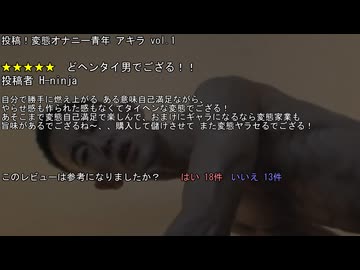 投稿！変態オナニー青年 アキラ vol.1
★★★★★　どヘンタイ男でござる！！
投稿者 H-ninja
自分で勝手に燃え上がる ある意味自己満足ながら、
やらせ感も作られた感もなくてタイヘンな変態でござる！
あそこまで変態自己満足で楽しんで、おまけにギャラになるなら変態家業も
旨味があるでござるね～、、購入して儲けさせて また変態ヤラセるでござる！
このレビューは参考になりましたか？　はい 18件　いいえ 13件